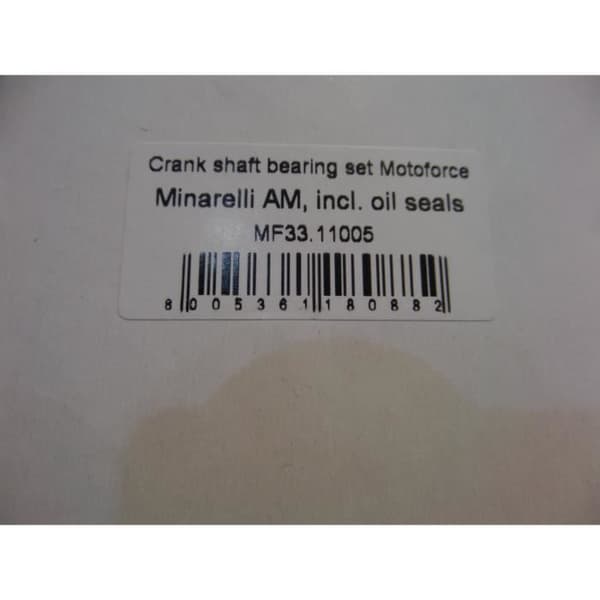 Crank shaft bearing set Motoforce
Minarelli AM, incl. oil seals
MF33.11005
8 005361 180882